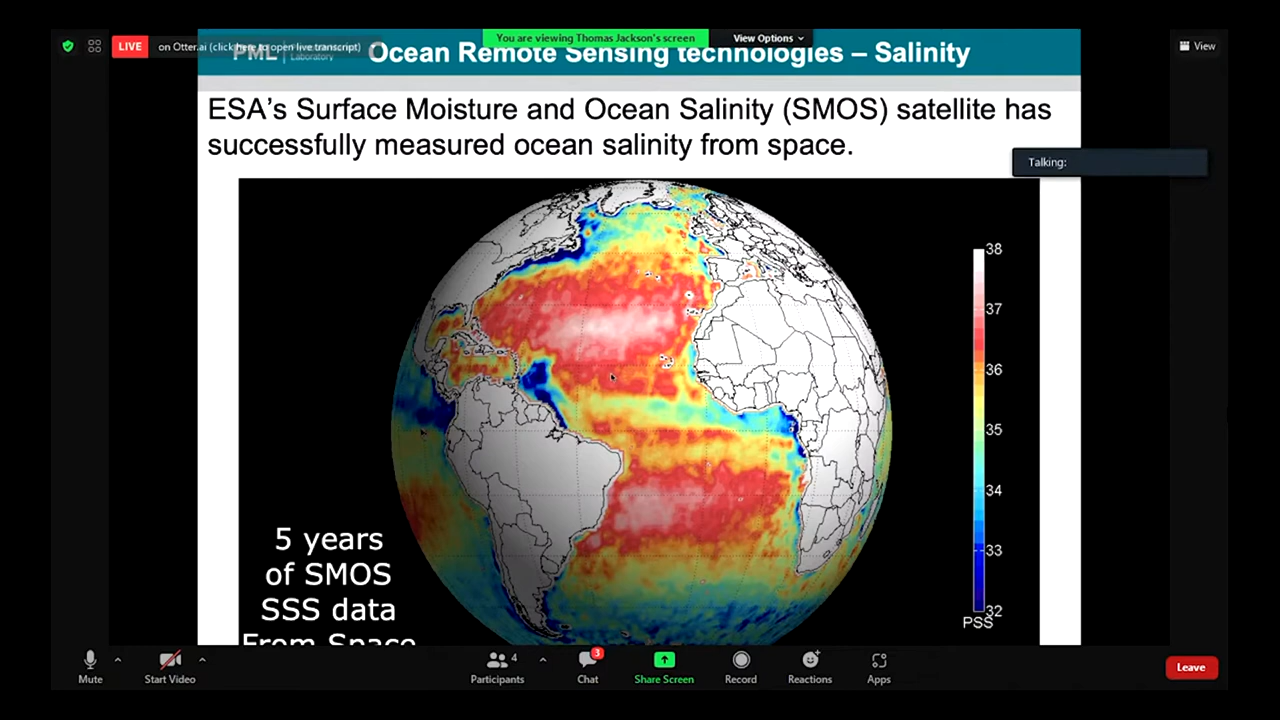 You are viewing Thomas Jackson's screen
View Options
LIVE
on Otter.ai (click here to open live transcript)
View
PML
Laboratory
Ocean Remote Sensing technologies – Salinity
ESA's Surface Moisture and Ocean Salinity (SMOS) satellite has
successfully measured ocean salinity from space.
Talking:
38
37
36
35
34
33
32
PSS
5 years
of SMOS
SSS data
From Space
Mute
Start Video
4
Participants
3
Chat
Share Screen
Record
Reactions
Apps
Leave